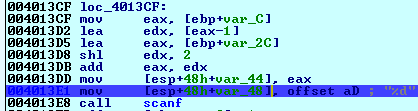 004013CF loc_4013CF:
004013CF mov eax, [ebp+var_C]
004013D2 lea edx, [eax-1]
004013D5 lea eax, [ebp+var_2C]
004013D8 shl edx, 2
004013DB add eax, edx
004013DD mov [esp+48h+var_44], eax
004013E1 mov [esp+48h+var_48], offset aD ; "%d"
004013E8 call scanf